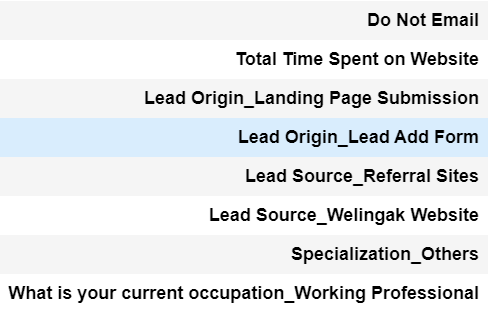 Do Not Email
Total Time Spent on Website
Lead Origin_Landing Page Submission
Lead Origin_Lead Add Form
Lead Source_Referral Sites
Lead Source_Welingak Website
Specialization_Others
What is your current occupation_Working Professional